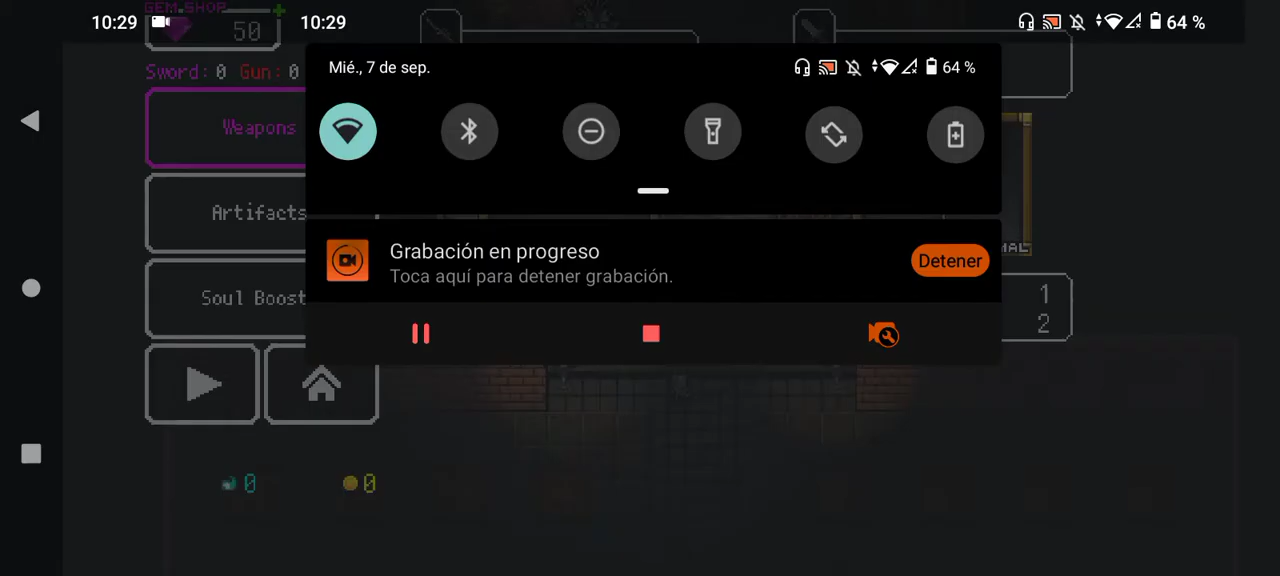 10:29 10:29 64 %
GEM SHOP
50
Mié., 7 de sep. 64 %
Sword:0 Gun:0
Weapons
Artifacts
Grabación en progreso
Toca aquí para detener grabación.
Detener
Soul Boost
1
2
0 0